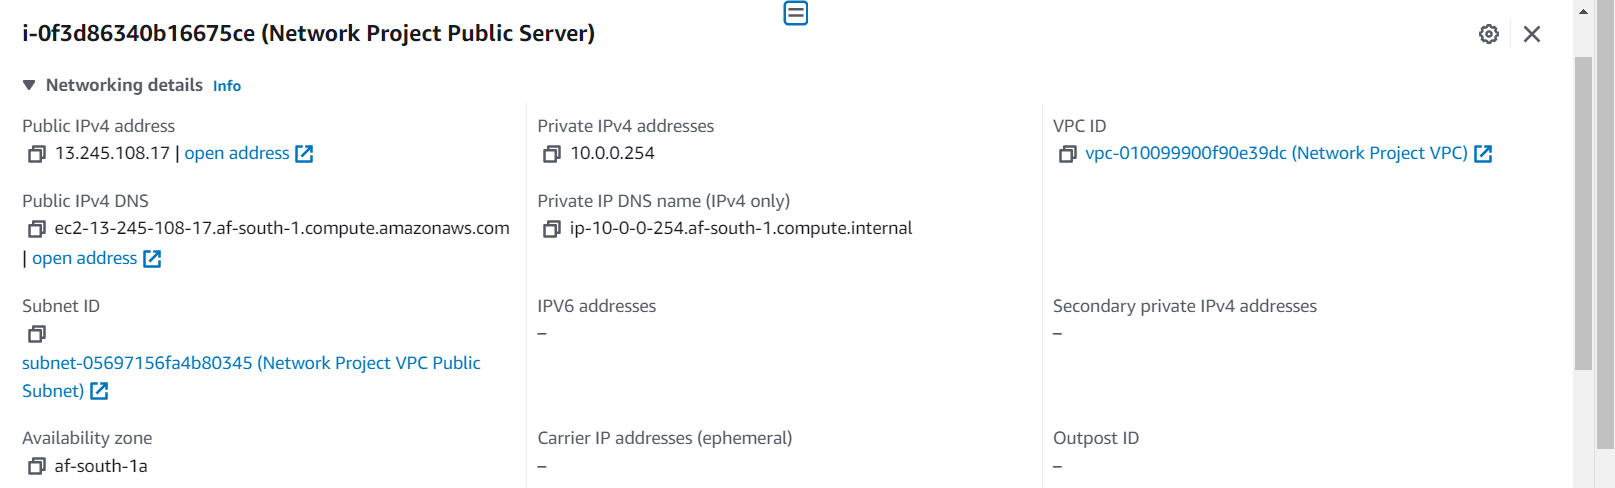 i-0f3d86340b16675ce (Network Project Public Server)
Networking details Info
Public IPv4 address
13.245.108.17 | open address
Private IPv4 addresses
10.0.0.254
VPC ID
vpc-010099900f90e39dc (Network Project VPC)
Public IPv4 DNS
ec2-13-245-108-17.af-south-1.compute.amazonaws.com
| open address
Private IP DNS name (IPv4 only)
ip-10-0-0-254.af-south-1.compute.internal
Subnet ID
subnet-05697156fa4b80345 (Network Project VPC Public
Subnet)
IPV6 addresses
–
Secondary private IPv4 addresses
–
Availability zone
af-south-1a
Carrier IP addresses (ephemeral)
–
Outpost ID
–